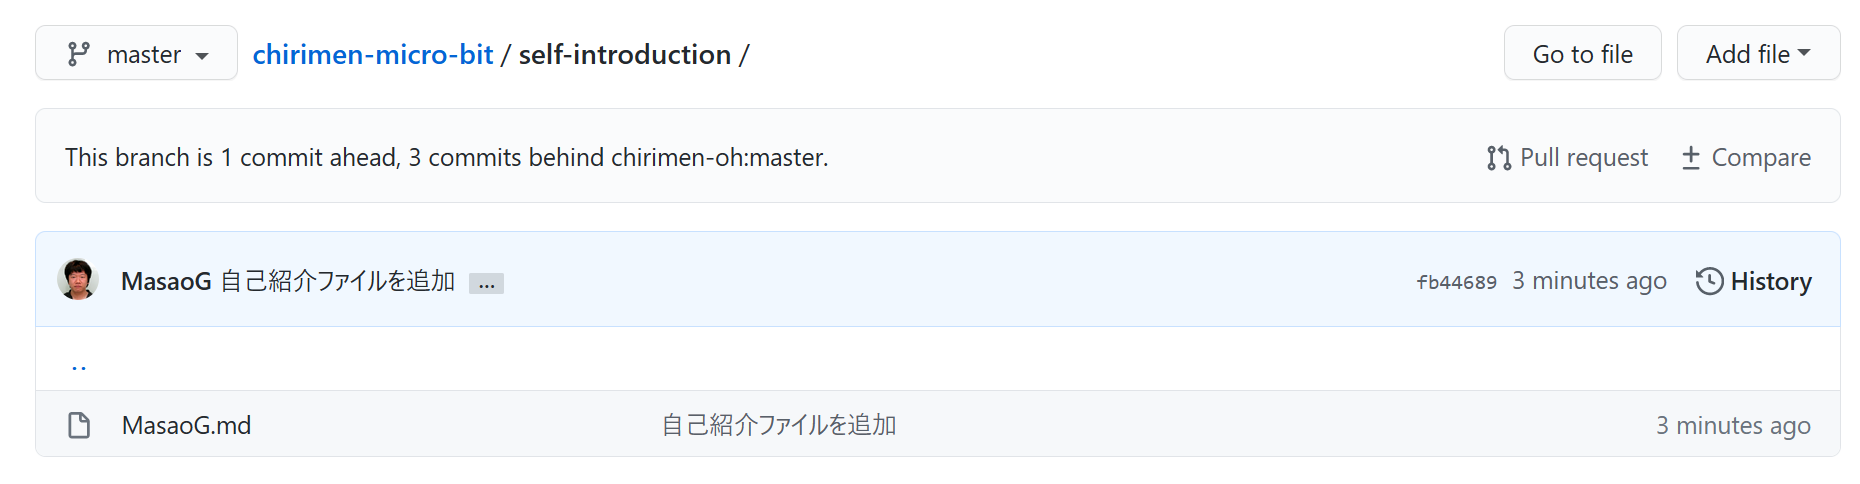 master chirimen-micro-bit / self-introduction / Go to file Add file
This branch is 1 commit ahead, 3 commits behind chirimen-oh:master. Pull request Compare
MasaoG 自己紹介ファイルを追加 ... fb44689 3 minutes ago History
..
MasaoG.md 自己紹介ファイルを追加 3 minutes ago